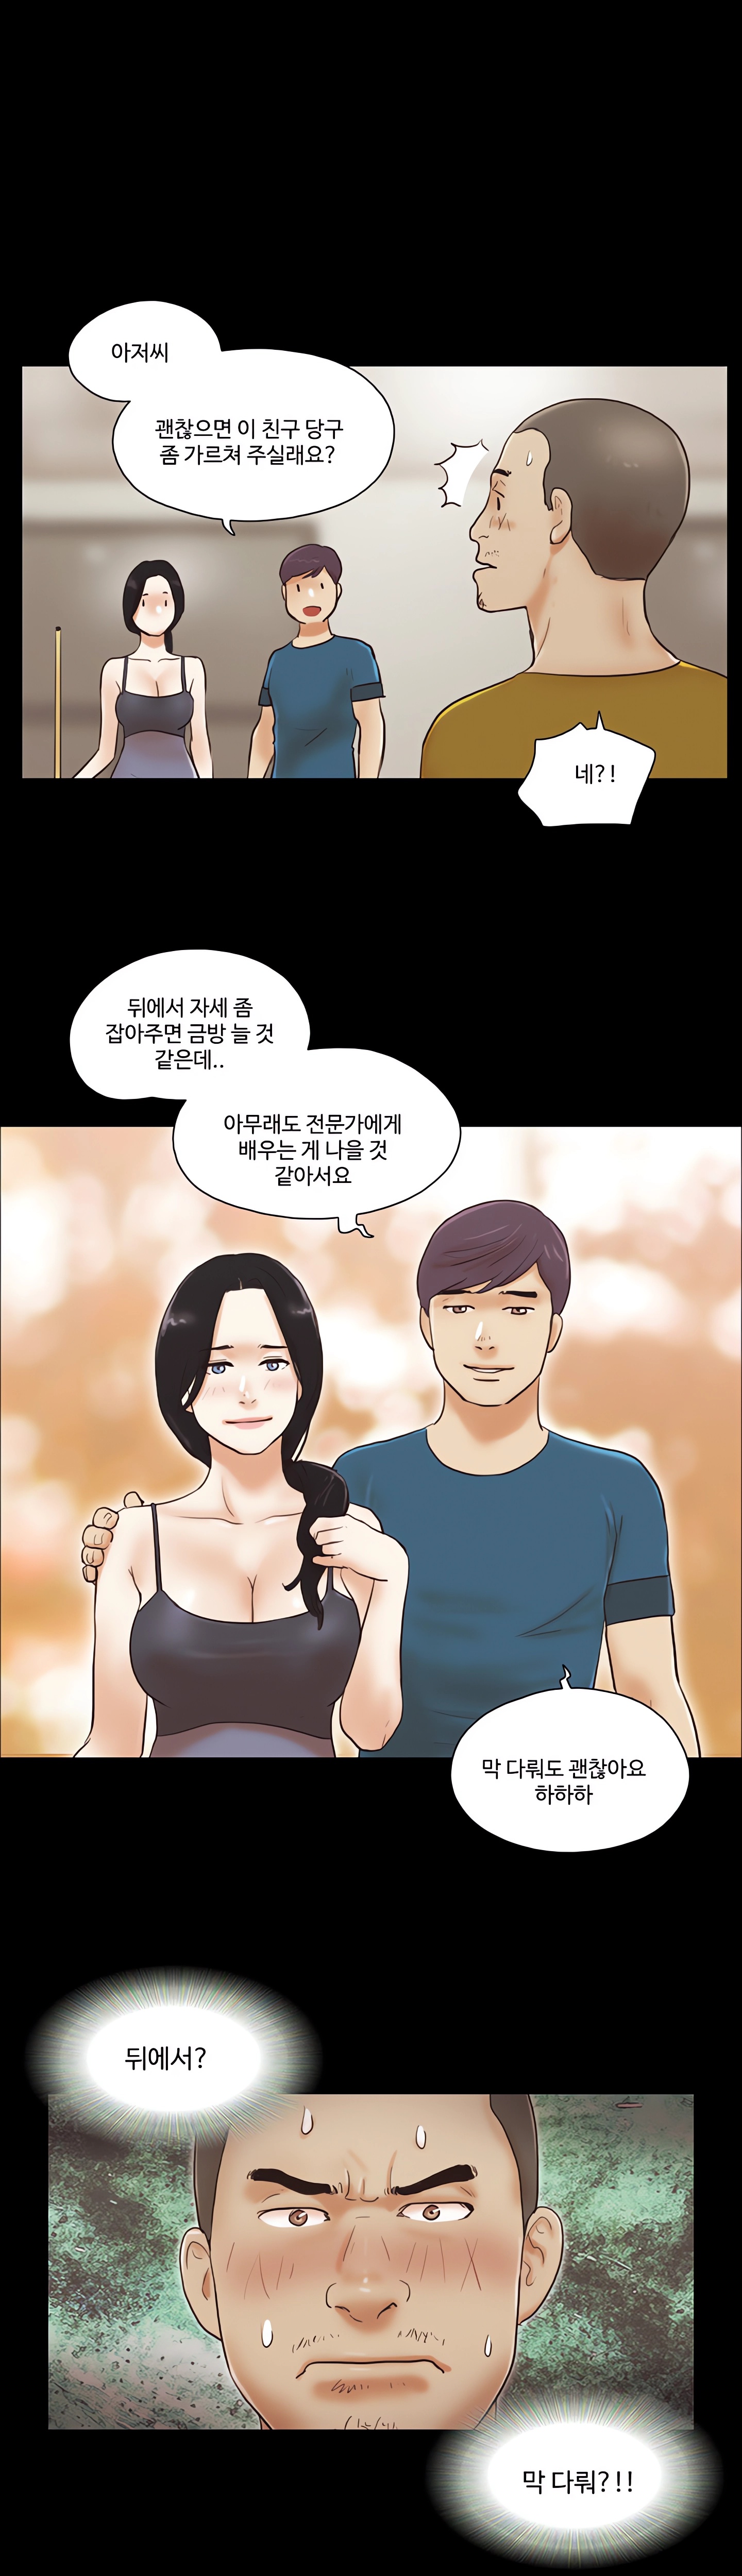 아저씨
괜찮으면 이 친구 당구
좀 가르쳐 주실래요?
네?!
뒤에서 자세 좀
잡아주면 금방 늘 것
같은데..
아무래도 전문가에게
배우는 게 나을 것
같아서요
막 다뤄도 괜찮아요
하하하
뒤에서?
막 다뤄?!!